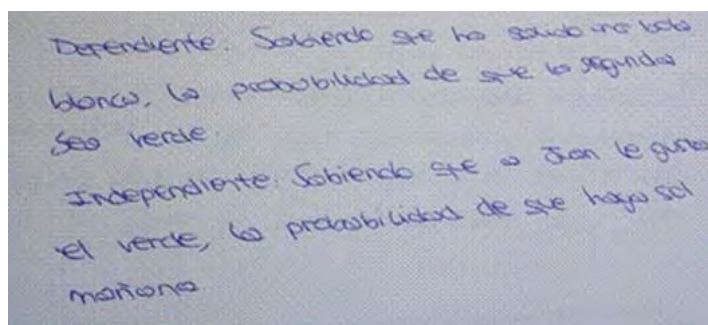 Dependiente: Sabiendo que ha salido una bola
blanca, la probabilidad de que la segunda
sea verde.
Independiente: Sabiendo que a Juan le gusta
el verde, la probabilidad de que haya sol
mañana